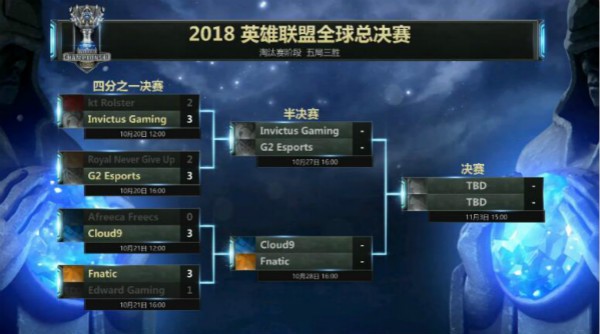 2018 英雄联盟全球总决赛
淘汰赛阶段 五局三胜
四分之一决赛
kt Rolster 2
Invictus Gaming 3
10月20日 12:00
Royal Never Give Up 2
G2 Esports 3
10月20日 16:00
Afreeca Freecs 0
Cloud9 3
10月21日 12:00
Fnatic 3
Edward Gaming 1
10月21日 16:00
半决赛
Invictus Gaming -
G2 Esports -
10月27日 16:00
Cloud9 -
Fnatic -
10月28日 16:00
决赛
TBD -
TBD -
11月3日 15:00